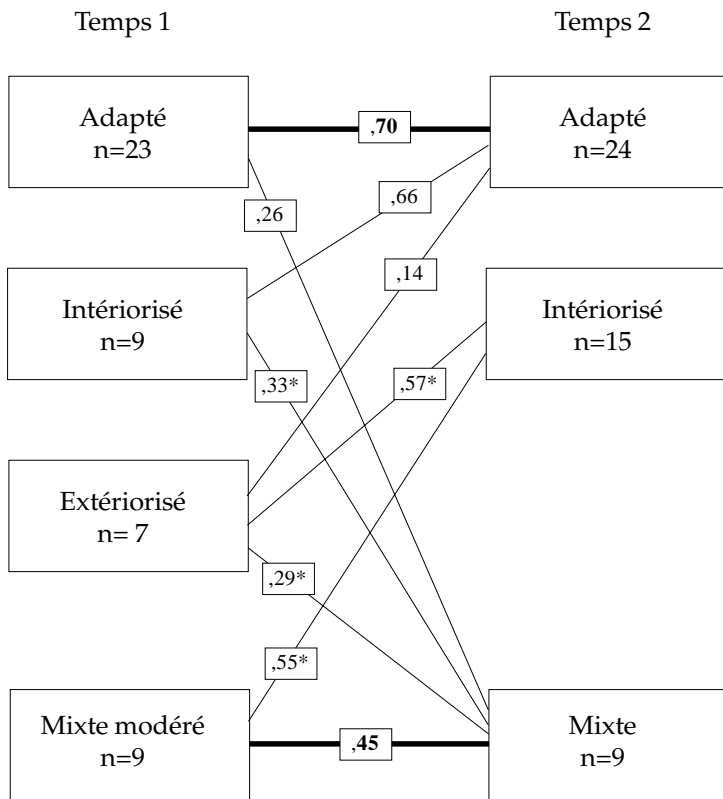 Temps 1
Temps 2
Adapté
n=23
,70
Adapté
n=24
,66
,26
,14
Intériorisé
n=9
Intériorisé
n=15
,33*
,57*
Extériorisé
n= 7
,29*
,55*
Mixte modéré
n=9
,45
Mixte
n=9